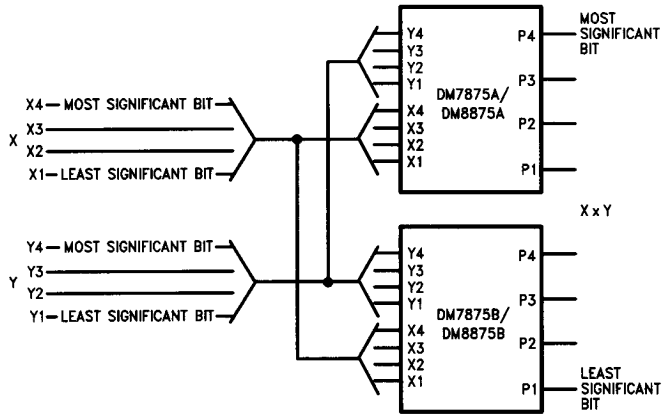 X
X4 — MOST SIGNIFICANT BIT
X3
X2
X1 — LEAST SIGNIFICANT BIT
Y
Y4 — MOST SIGNIFICANT BIT
Y3
Y2
Y1 — LEAST SIGNIFICANT BIT
Y4
Y3
Y2
Y1
X4
X3
X2
X1
DM7875A/
DM8875A
P4
P3
P2
P1
MOST
SIGNIFICANT
BIT
X x Y
Y4
Y3
Y2
Y1
X4
X3
X2
X1
DM7875B/
DM8875B
P4
P3
P2
P1
LEAST
SIGNIFICANT
BIT